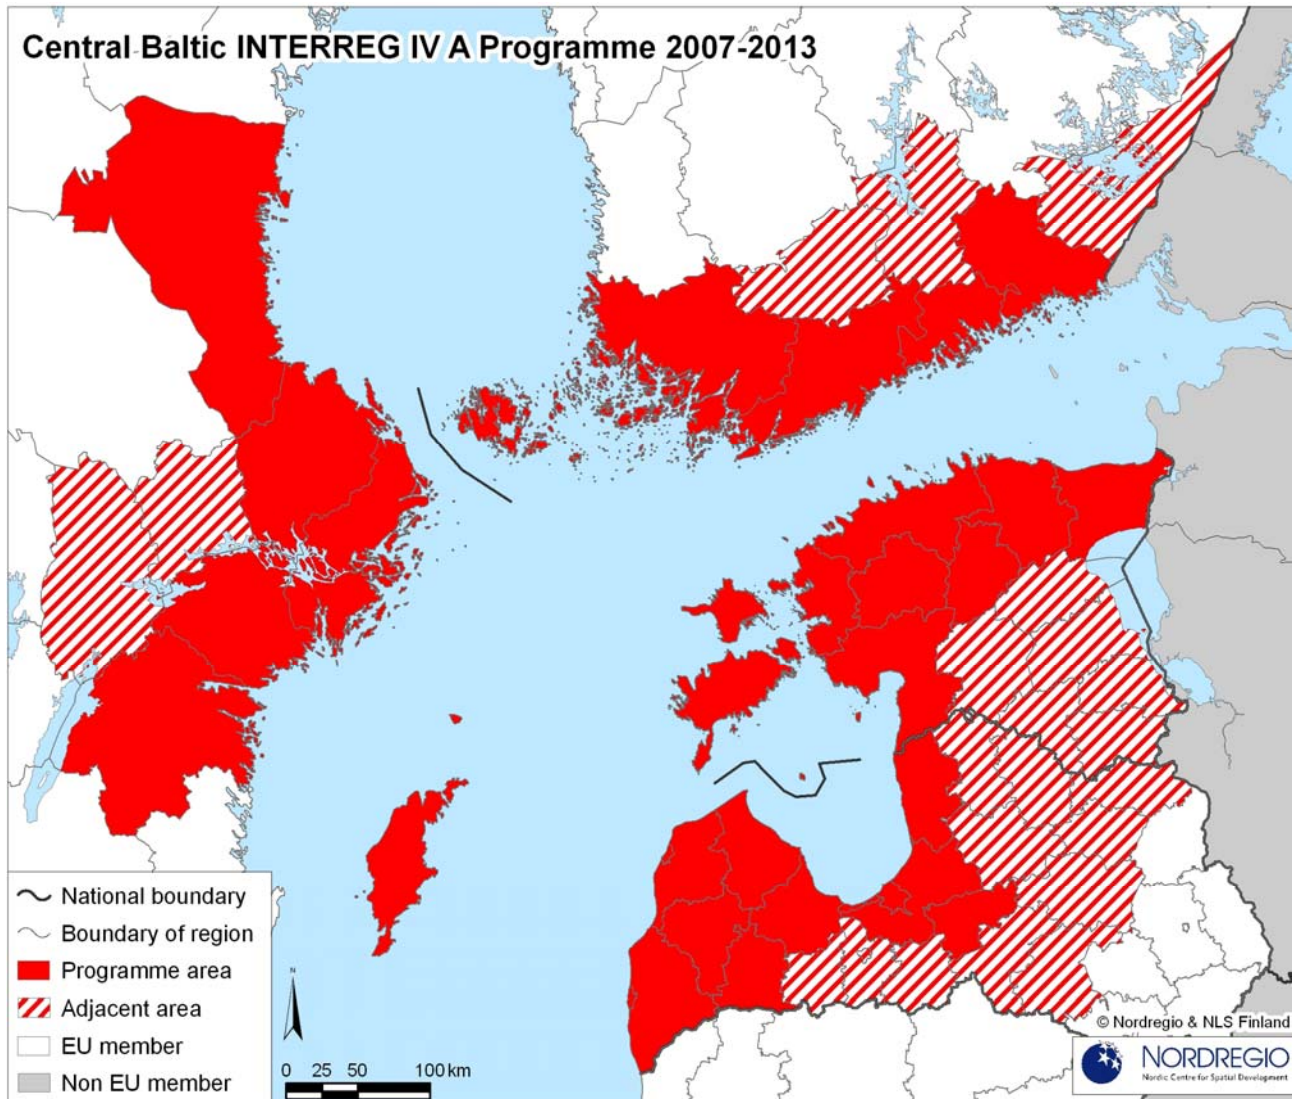 Central Baltic INTERREG IV A Programme 2007-2013
National boundary
Boundary of region
Programme area
Adjacent area
EU member
Non EU member
N
0 25 50 100 km
© Nordregio & NLS Finland
NORDREGIO
Nordic Centre for Spatial Development